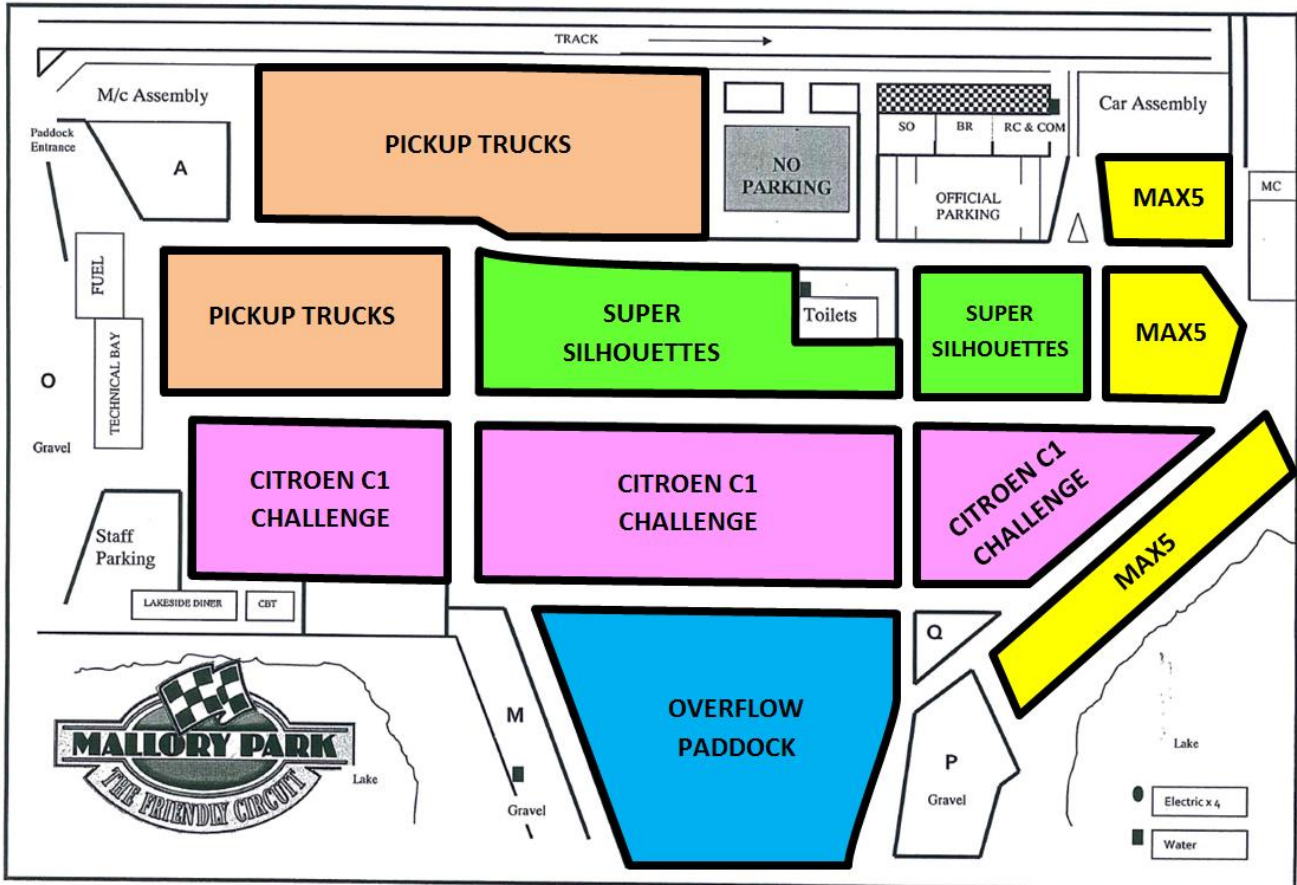 TRACK
M/c Assembly
PICKUP TRUCKS
Car Assembly
SO
BR
RC & COM
Paddock
Entrance
A
NO
PARKING
OFFICIAL
PARKING
MAX5
MC
FUEL
PICKUP TRUCKS
SUPER
SILHOUETTES
Toilets
SUPER
SILHOUETTES
MAX5
TECHNICAL BAY
O
Gravel
CITROEN C1
CHALLENGE
CITROEN C1
CHALLENGE
CITROEN C1
CHALLENGE
MAX5
Staff
Parking
LAKESIDE DINER
CBT
Q
M
OVERFLOW
PADDOCK
MALLORY PARK
THE FRIENDLY CIRCUIT
Lake
Gravel
P
Gravel
Lake
Electric x 4
Water